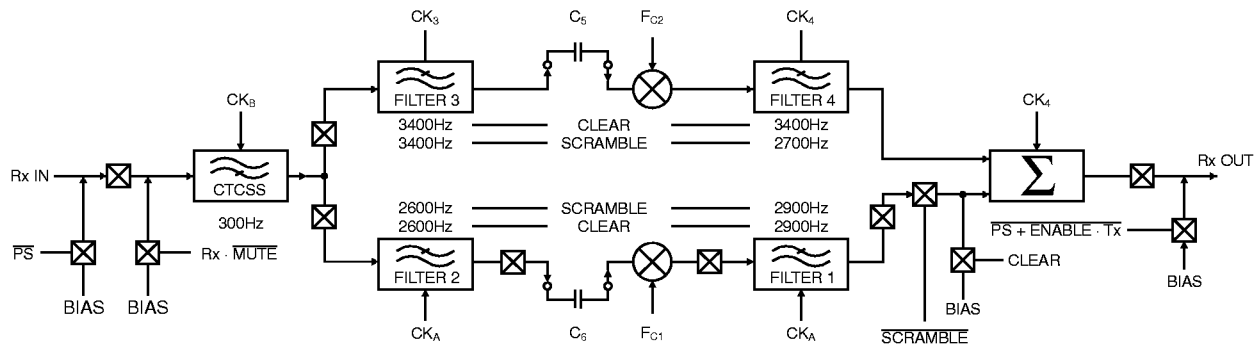 CK3
C5
FC2
CK4
FILTER 3
FILTER 4
CKB
CK4
3400Hz CLEAR 3400Hz
3400Hz SCRAMBLE 2700Hz
Rx IN
CTCSS
Σ
Rx OUT
300Hz
2600Hz SCRAMBLE 2900Hz
2600Hz CLEAR 2900Hz
PS
Rx · MUTE
PS + ENABLE · Tx
CLEAR
FILTER 2
FILTER 1
BIAS
BIAS
BIAS
BIAS
CKA
C6
FC1
CKA
SCRAMBLE